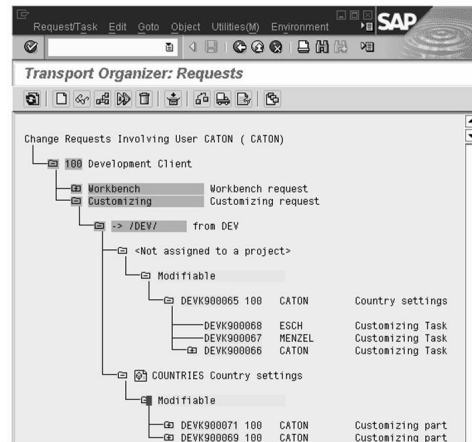 Request/Task Edit Goto Object Utilities(M) Environment
SAP
Transport Organizer: Requests
Change Requests Involving User CATON ( CATON)
100 Development Client
Workbench Workbench request
Customizing Customizing request
-> /DEV/ from DEV
<Not assigned to a project>
Modifiable
DEVK900065 100 CATON Country settings
DEVK900068 ESCH Customizing Task
DEVK900067 MENZEL Customizing Task
DEVK900066 CATON Customizing Task
COUNTRIES Country settings
Modifiable
DEVK900071 100 CATON Customizing part
DEVK900069 100 CATON Customizing part